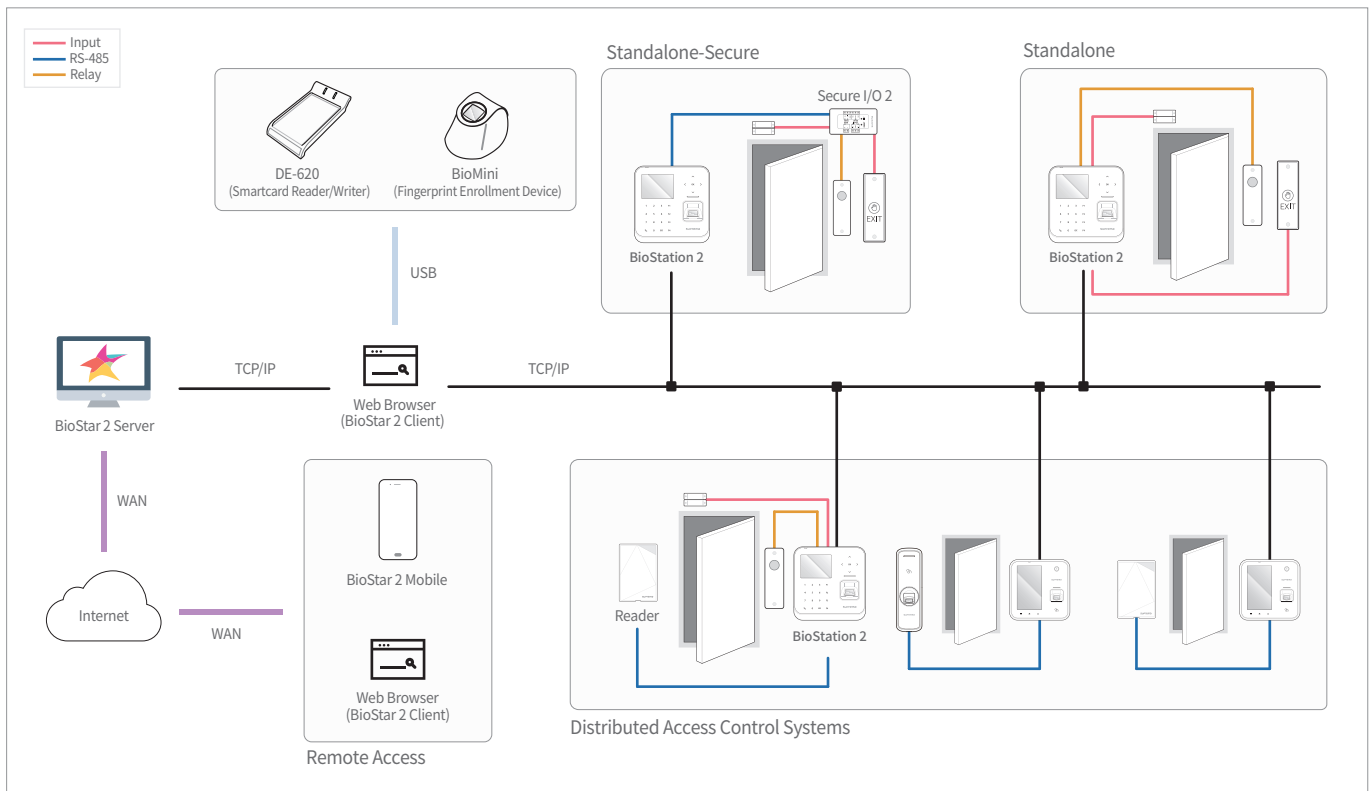 Input
RS-485
Relay
DE-620
(Smartcard Reader/Writer)
BioMini
(Fingerprint Enrollment Device)
USB
Standalone-Secure
Secure I/O 2
EXIT
BioStation 2
Standalone
EXIT
BioStation 2
BioStar 2 Server
TCP/IP
Web Browser
(BioStar 2 Client)
TCP/IP
WAN
Internet
WAN
BioStar 2 Mobile
Web Browser
(BioStar 2 Client)
Remote Access
Reader
BioStation 2
Distributed Access Control Systems